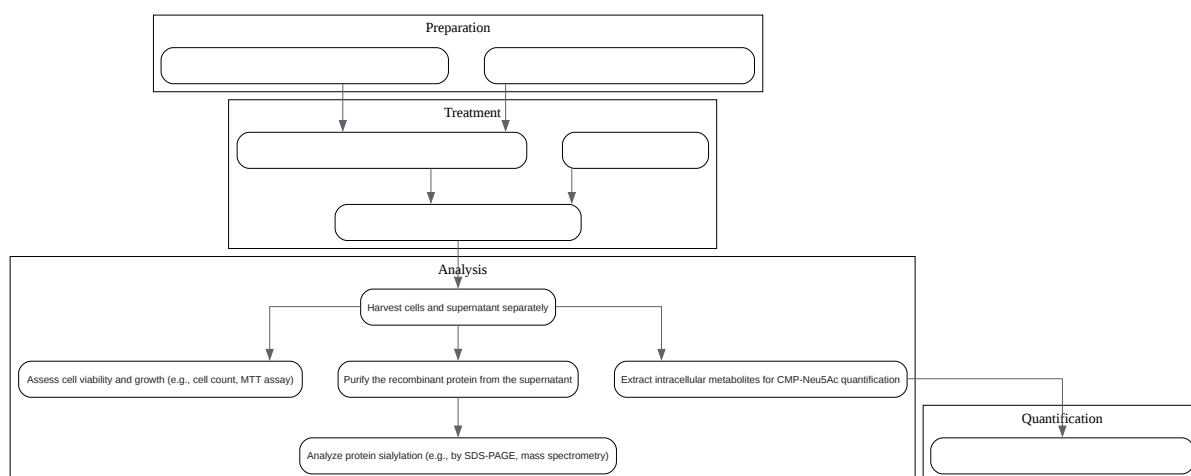 Preparation
Treatment
Analysis
Harvest cells and supernatant separately
Assess cell viability and growth (e.g., cell count, MTT assay)
Purify the recombinant protein from the supernatant
Extract intracellular metabolites for CMP-Neu5Ac quantification
Quantification
Analyze protein sialylation (e.g., by SDS-PAGE, mass spectrometry)